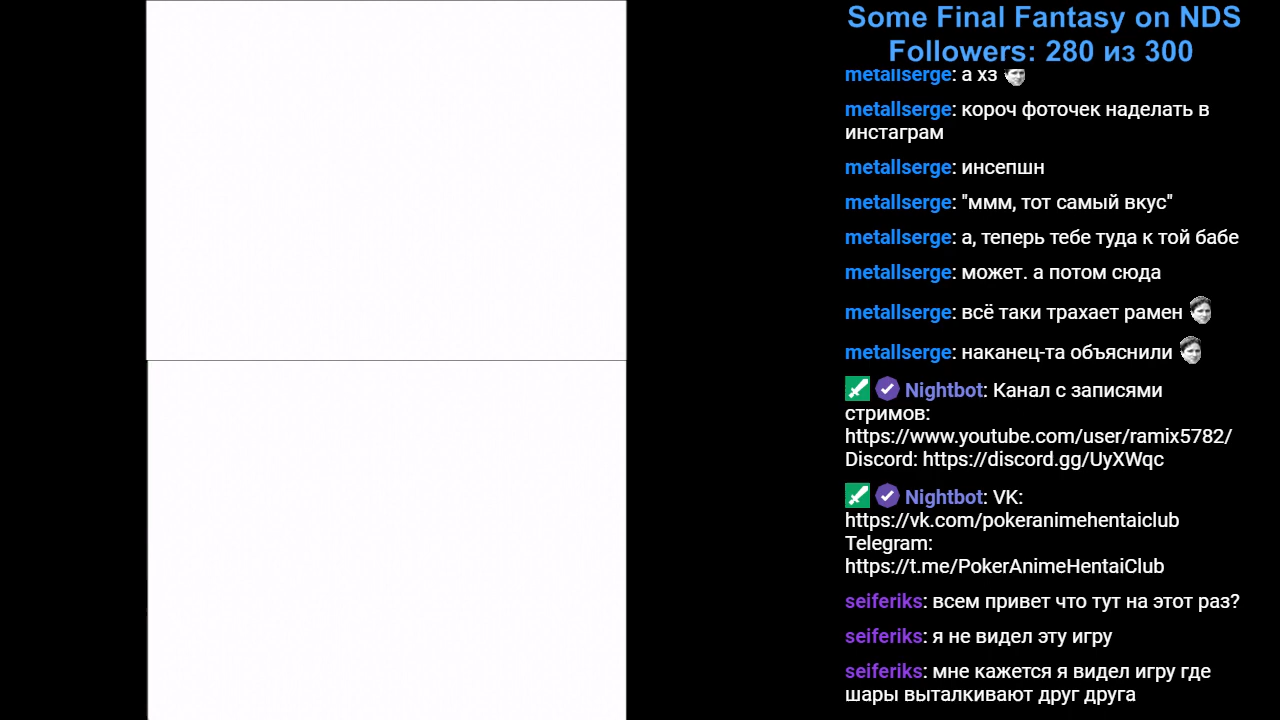 Some Final Fantasy on NDS
Followers: 280 из 300
metallserge: а хз
metallserge: короч фоточек наделать в
инстаграм
metallserge: инсепшн
metallserge: "ммм, тот самый вкус"
metallserge: а, теперь тебе туда к той бабе
metallserge: может. а потом сюда
metallserge: всё таки трахает рамен
metallserge: наканец-та объяснили
Nightbot: Канал с записями
стримов:
https://www.youtube.com/user/ramix5782/
Discord: https://discord.gg/UyXWqc
Nightbot: VK:
https://vk.com/pokeranimehentaiclub
Telegram:
https://t.me/PokerAnimeHentaiClub
seiferiks: всем привет что тут на этот раз?
seiferiks: я не видел эту игру
seiferiks: мне кажется я видел игру где
шары выталкивают друг друга